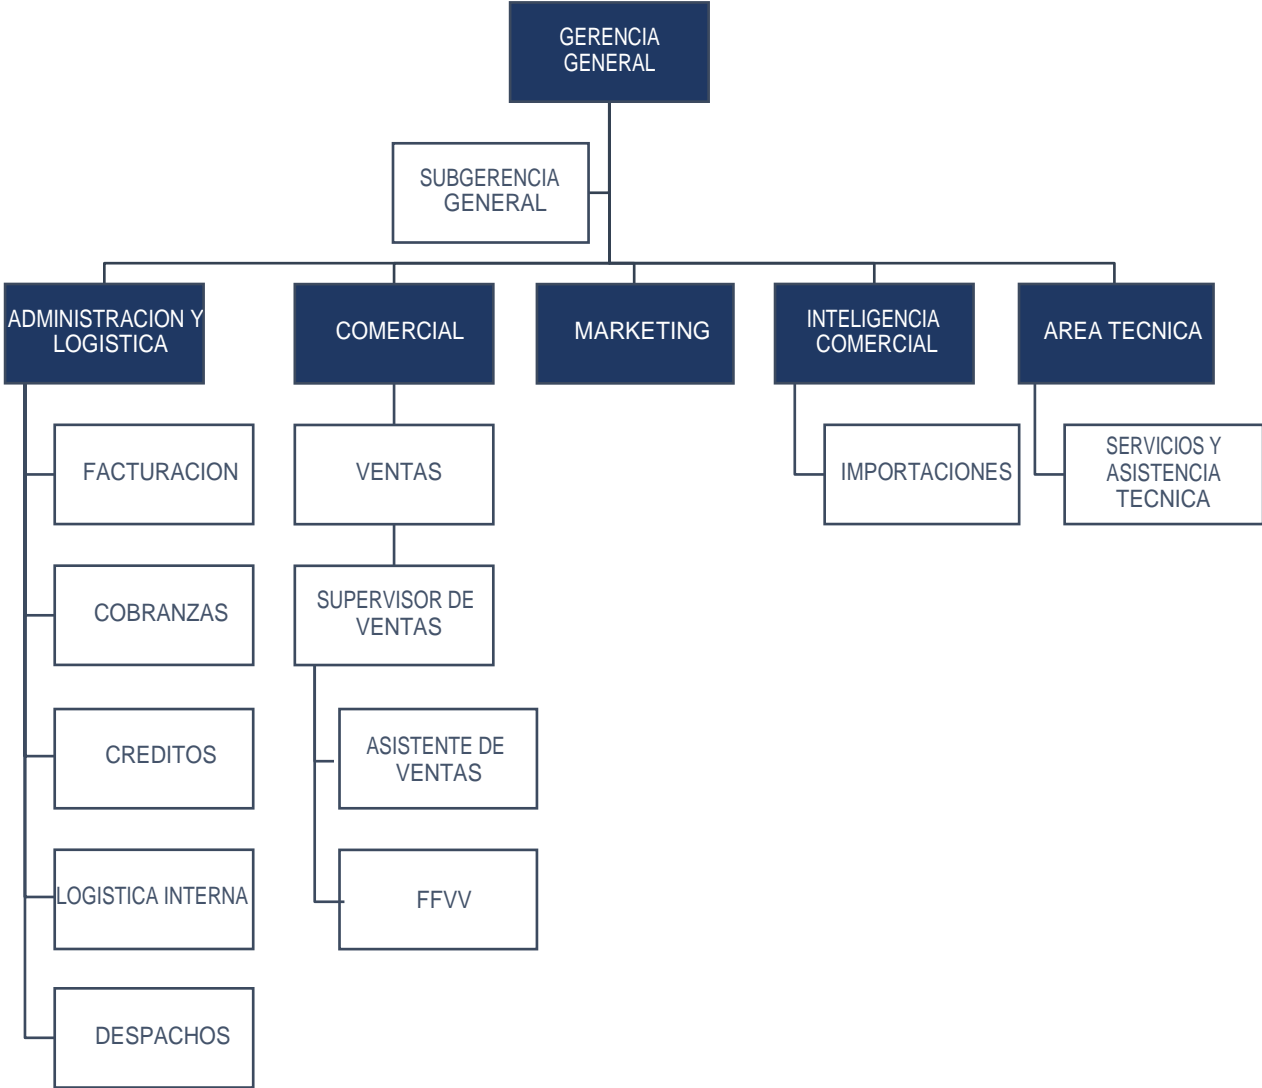 GERENCIA
GENERAL
SUBGERENCIA
GENERAL
ADMINISTRACION Y
LOGISTICA
COMERCIAL
MARKETING
INTELIGENCIA
COMERCIAL
AREA TECNICA
FACTURACION
VENTAS
IMPORTACIONES
SERVICIOS Y
ASISTENCIA
TECNICA
COBRANZAS
SUPERVISOR DE
VENTAS
CREDITOS
ASISTENTE DE
VENTAS
LOGISTICA INTERNA
FFVV
DESPACHOS